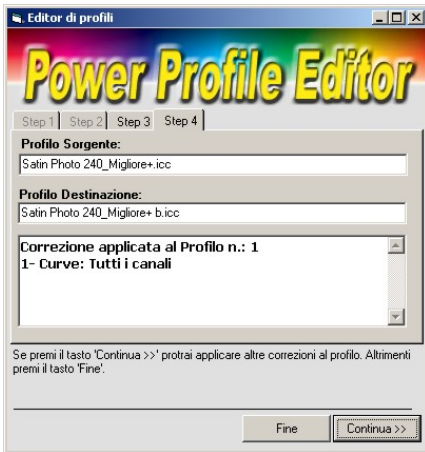 Editor di profili
Power Profile Editor
Step 1 Step 2 Step 3 Step 4
Profilo Sorgente:
Satin Photo 240_Migliore+.icc
Profilo Destinazione:
Satin Photo 240_Migliore+ b.icc
Correzione applicata al Profilo n.: 1
1- Curve: Tutti i canali
Se premi il tasto 'Continua >>' protrai applicare altre correzioni al profilo. Altrimenti
premi il tasto 'Fine'.
Fine Continua >>